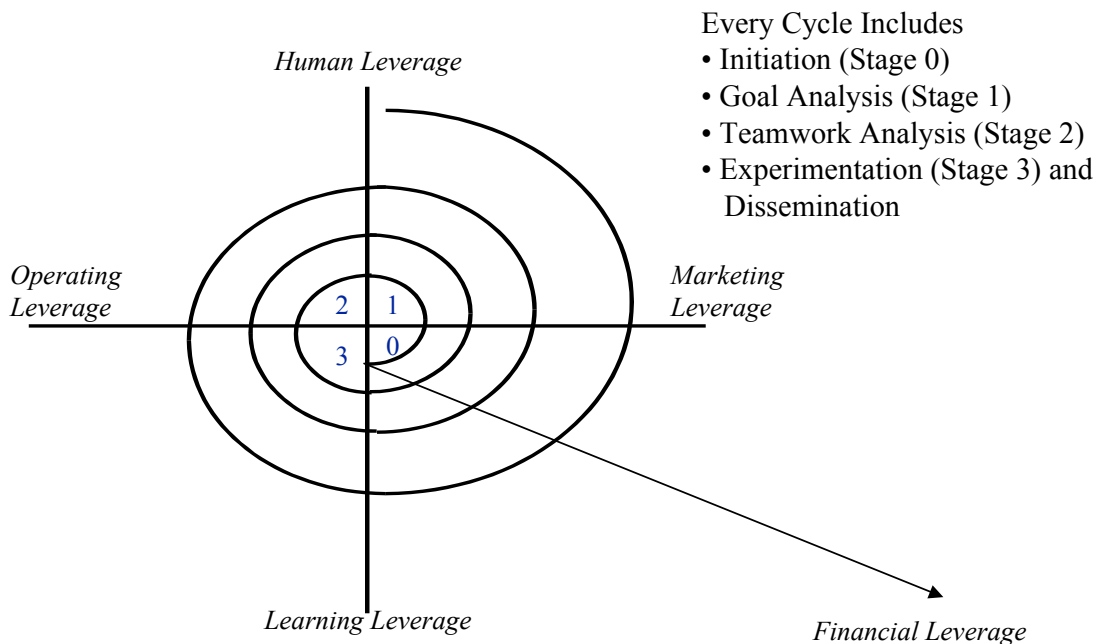 Every Cycle Includes
• Initiation (Stage 0)
• Goal Analysis (Stage 1)
• Teamwork Analysis (Stage 2)
• Experimentation (Stage 3) and
Dissemination
Human Leverage
Operating
Leverage
Marketing
Leverage
2 1
3 0
Learning Leverage
Financial Leverage